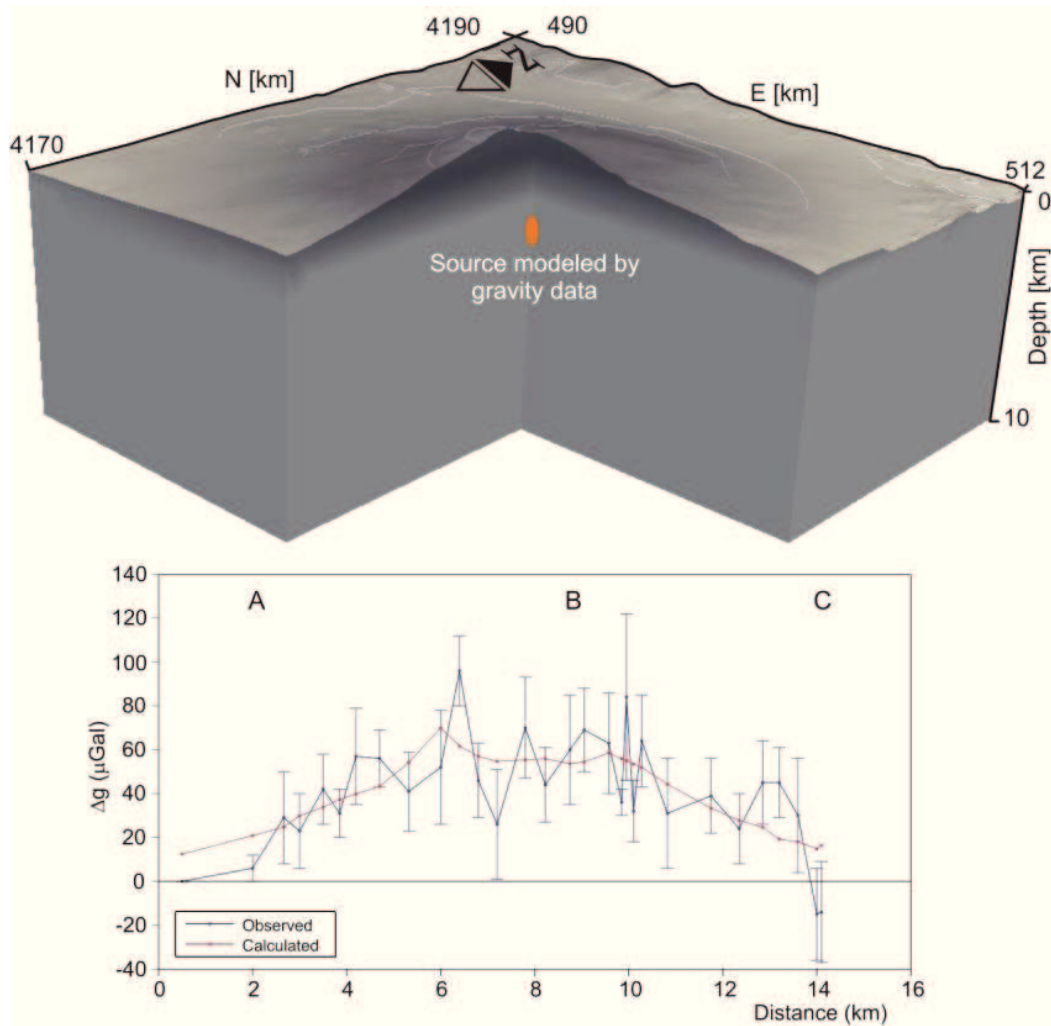 4190
490
N
N [km]
E [km]
4170
512
0
Source modeled by
gravity data
Depth [km]
10
140
120
100
80
60
40
20
0
-20
-40
Δg (μGal)
A
B
C
Observed
Calculated
0
2
4
6
8
10
12
14
16
Distance (km)